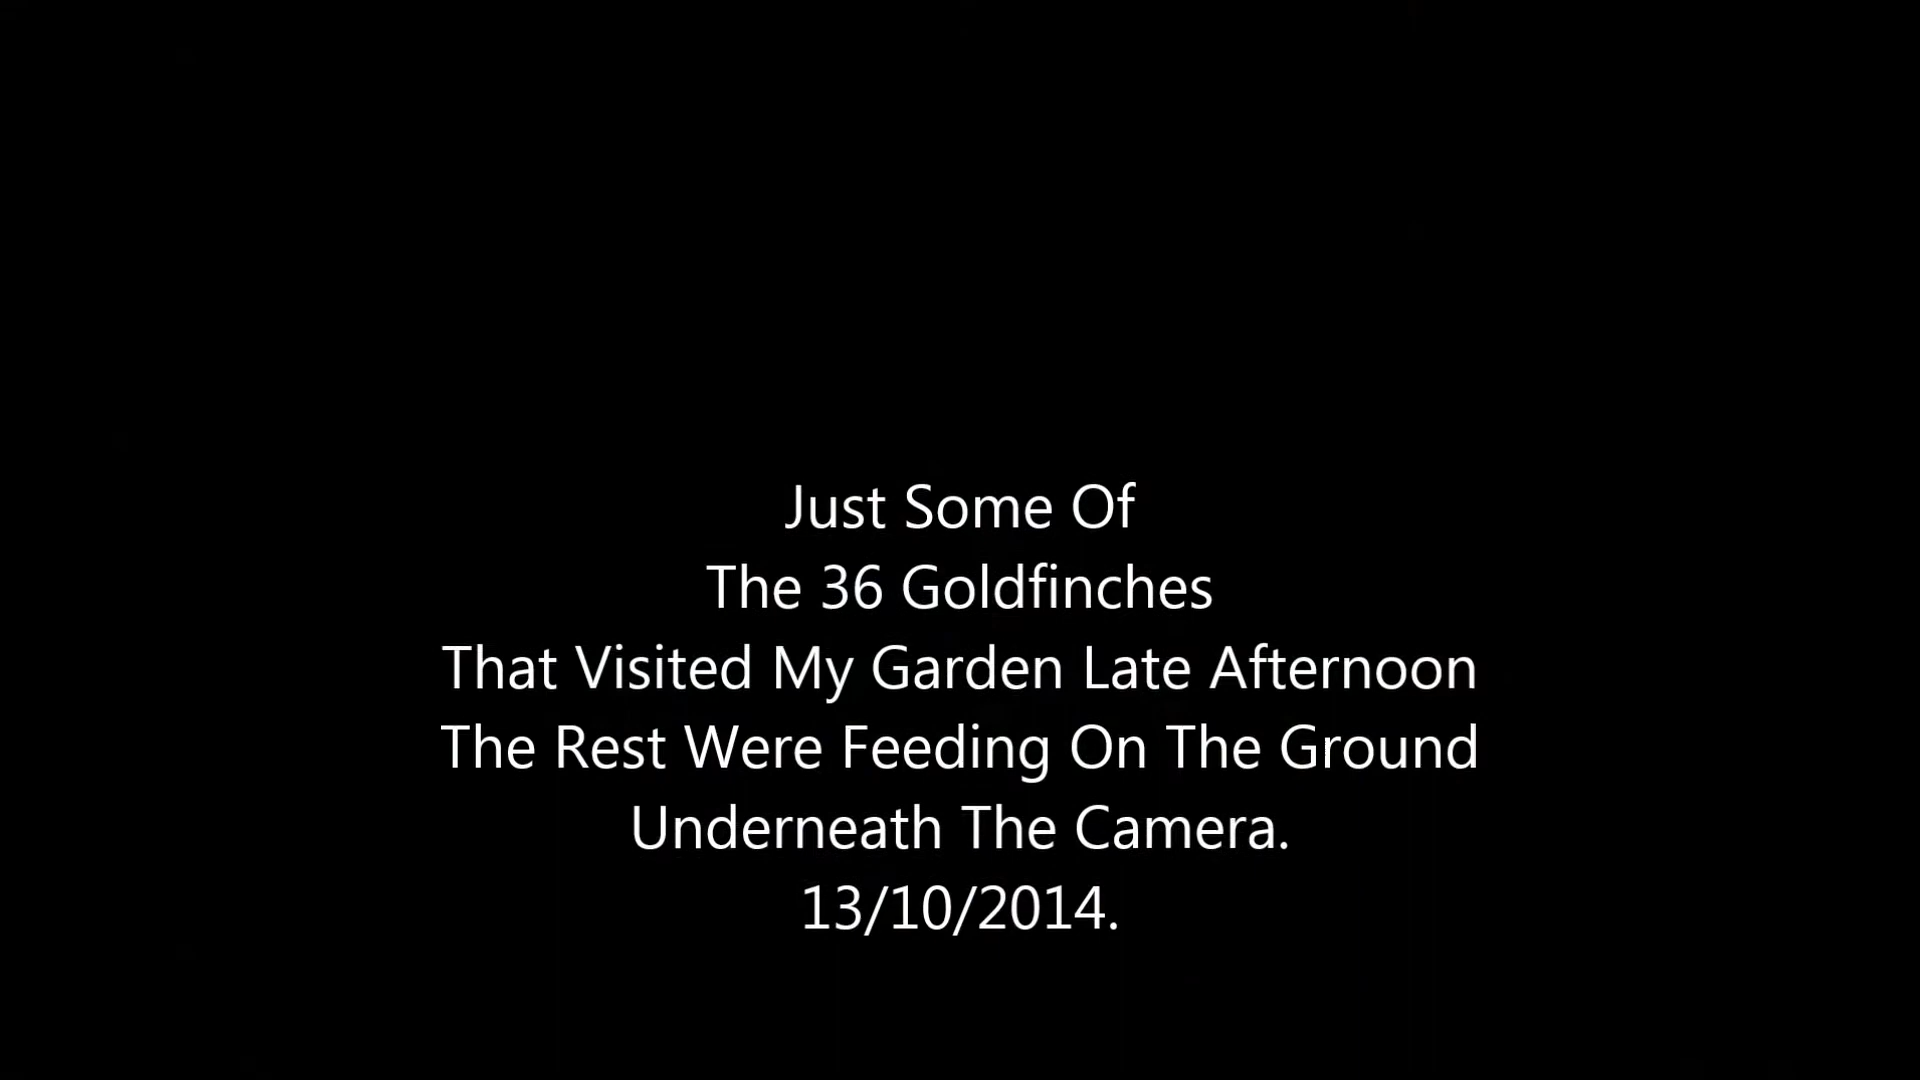 Just Some Of
The 36 Goldfinches
That Visited My Garden Late Afternoon
The Rest Were Feeding On The Ground
Underneath The Camera.
13/10/2014.